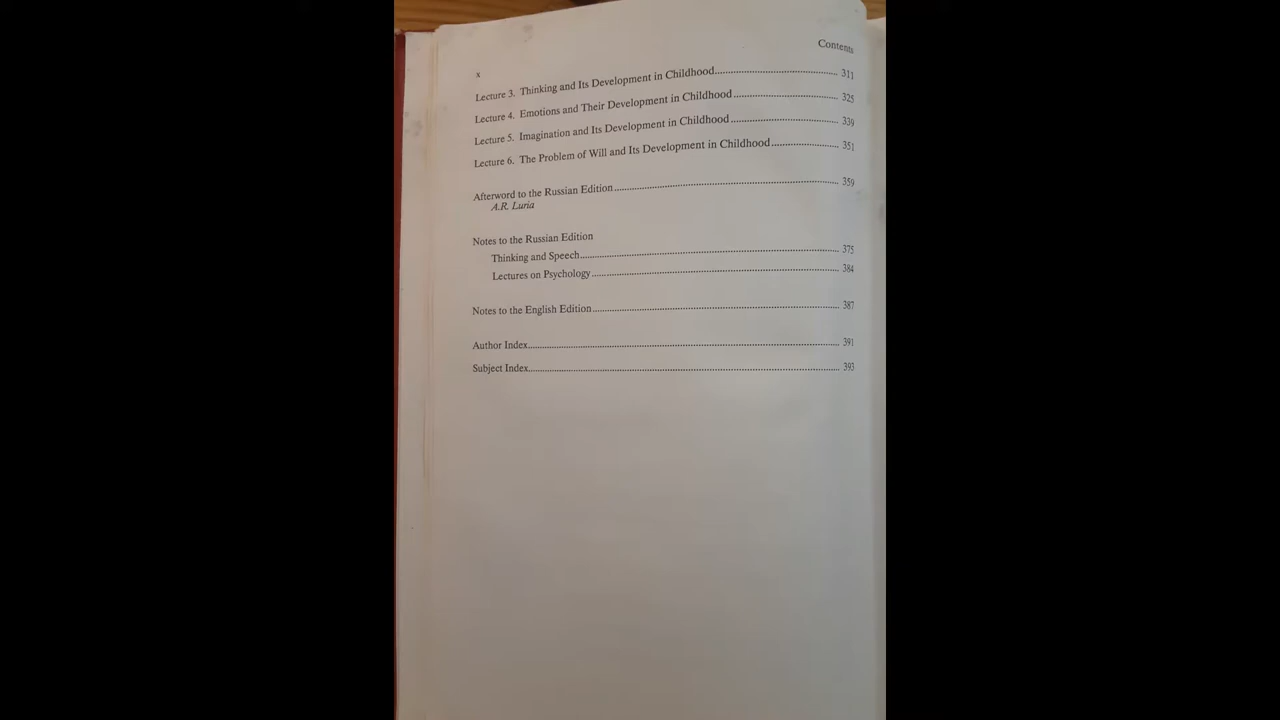 x
Contents
Lecture 3. Thinking and Its Development in Childhood........................................ 311
Lecture 4. Emotions and Their Development in Childhood.................................. 325
Lecture 5. Imagination and Its Development in Childhood................................... 339
Lecture 6. The Problem of Will and Its Development in Childhood...................... 351
Afterword to the Russian Edition........................................................................ 359
A.R. Luria
Notes to the Russian Edition
Thinking and Speech........................................................................................ 375
Lectures on Psychology.................................................................................... 384
Notes to the English Edition............................................................................... 387
Author Index.................................................................................................... 391
Subject Index.................................................................................................... 393